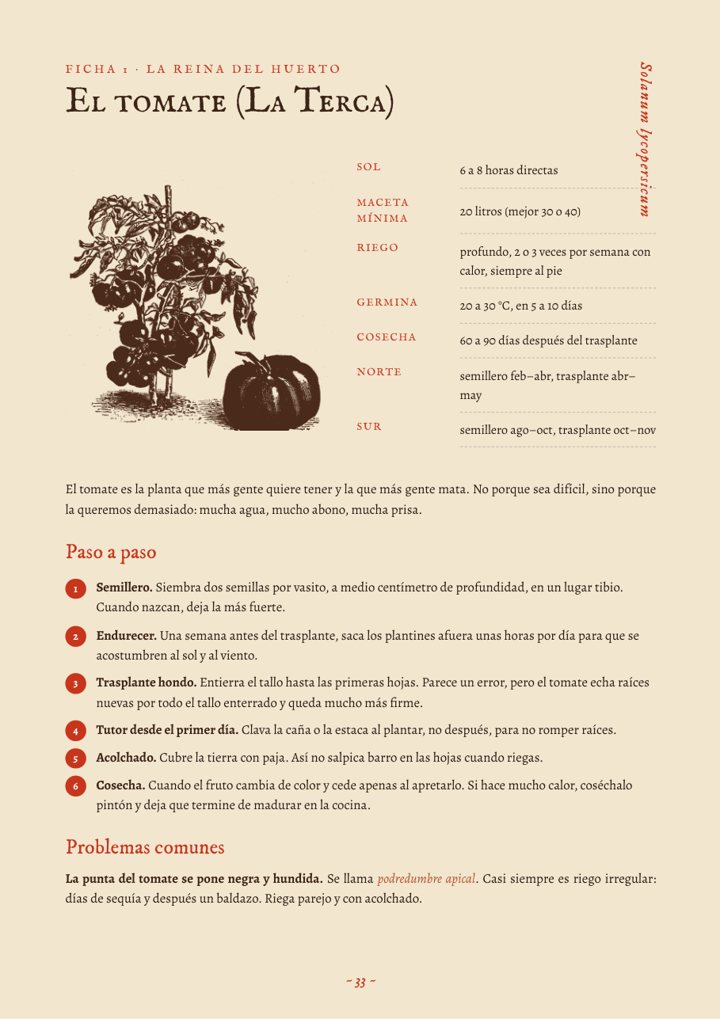 FICHA 1 · LA REINA DEL HUERTO
El tomate (La Terca)
Solanum lycopersicum
SOL
6 a 8 horas directas
MACETA
MÍNIMA
20 litros (mejor 30 o 40)
RIEGO
profundo, 2 o 3 veces por semana con
calor, siempre al pie
GERMINA
20 a 30 °C, en 5 a 10 días
COSECHA
60 a 90 días después del trasplante
NORTE
semillero feb–abr, trasplante abr–
may
SUR
semillero ago–oct, trasplante oct–nov
El tomate es la planta que más gente quiere tener y la que más gente mata. No porque sea difícil, sino porque
la queremos demasiado: mucha agua, mucho abono, mucha prisa.
Paso a paso
1 Semillero. Siembra dos semillas por vasito, a medio centímetro de profundidad, en un lugar tibio.
Cuando nazcan, deja la más fuerte.
2 Endurecer. Una semana antes del trasplante, saca los plantines afuera unas horas por día para que se
acostumbren al sol y al viento.
3 Trasplante hondo. Entierra el tallo hasta las primeras hojas. Parece un error, pero el tomate echa raíces
nuevas por todo el tallo enterrado y queda mucho más firme.
4 Tutor desde el primer día. Clava la caña o la estaca al plantar, no después, para no romper raíces.
5 Acolchado. Cubre la tierra con paja. Así no salpica barro en las hojas cuando riegas.
6 Cosecha. Cuando el fruto cambia de color y cede apenas al apretarlo. Si hace mucho calor, coséchalo
pintón y deja que termine de madurar en la cocina.
Problemas comunes
La punta del tomate se pone negra y hundida. Se llama podredumbre apical. Casi siempre es riego irregular:
días de sequía y después un baldazo. Riega parejo y con acolchado.
~ 33 ~